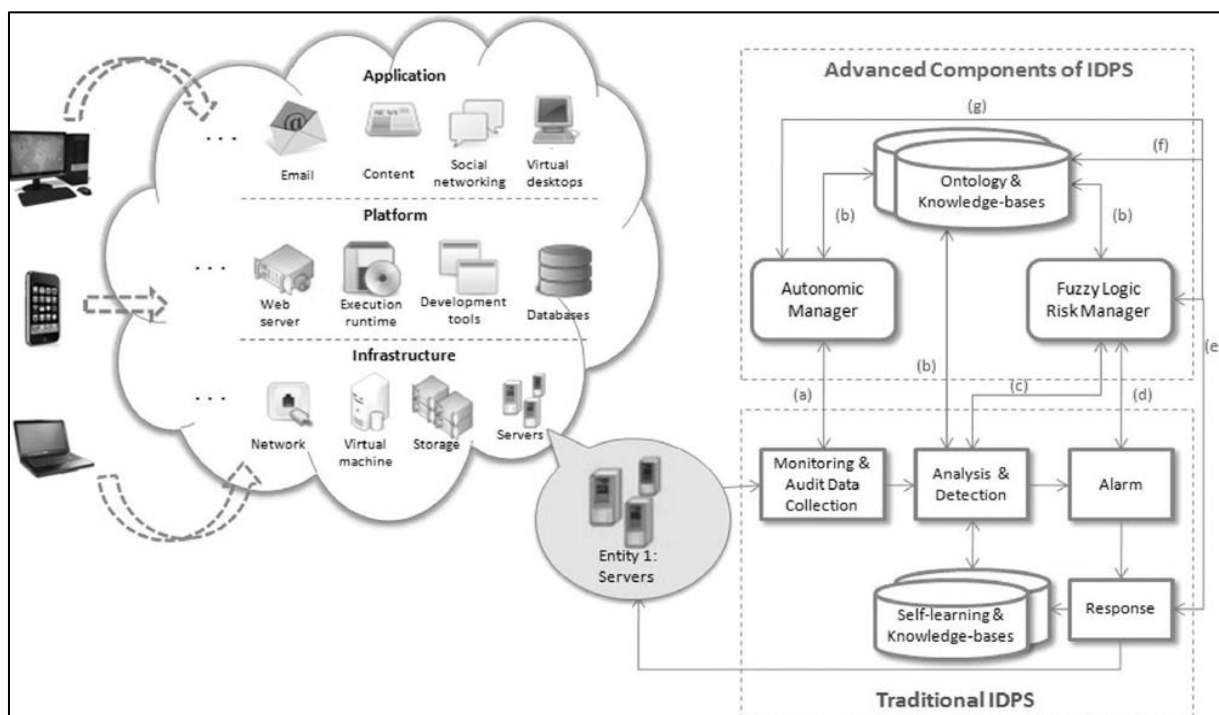 Application
...
@
Email
Content
Social
networking
Virtual
desktops
Platform
...
Web
server
Execution
runtime
Development
tools
Databases
Infrastructure
...
Network
Virtual
machine
Storage
Servers
Entity 1:
Servers
Advanced Components of IDPS
(g)
(f)
Ontology &
Knowledge-bases
(b)
(b)
Autonomic
Manager
Fuzzy Logic
Risk Manager
(e
(b)
(a)
(c)
(d)
Monitoring &
Audit Data
Collection
Analysis &
Detection
Alarm
Self-learning &
Knowledge-bases
Response
Traditional IDPS